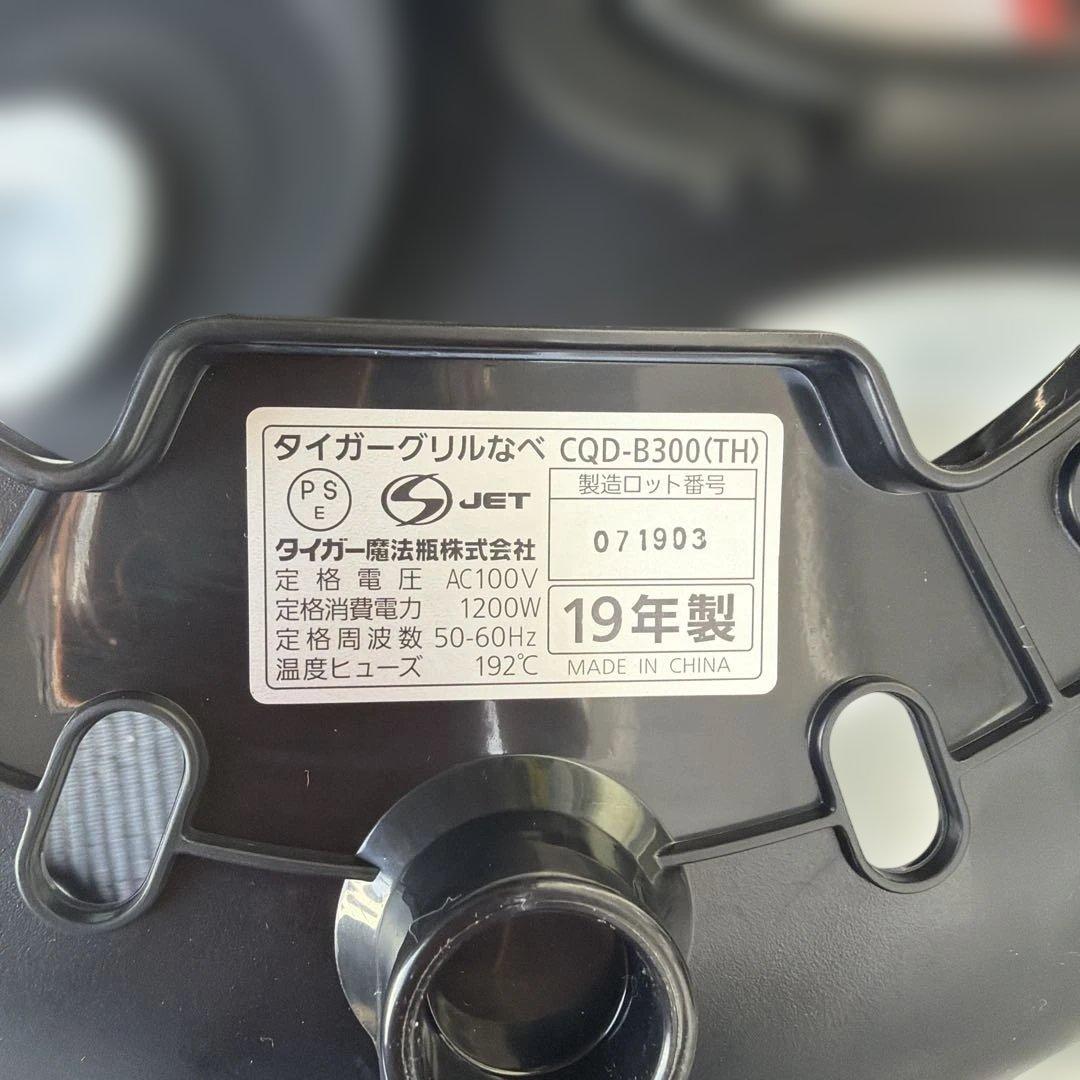 タイガーグリルなべ CQD-B300(TH)
PSE
JET
タイガー魔法瓶株式会社
定格電圧 AC100V
定格消費電力 1200W
定格周波数 50-60Hz
温度ヒューズ 192℃
製造ロット番号
071903
19年製
MADE IN CHINA